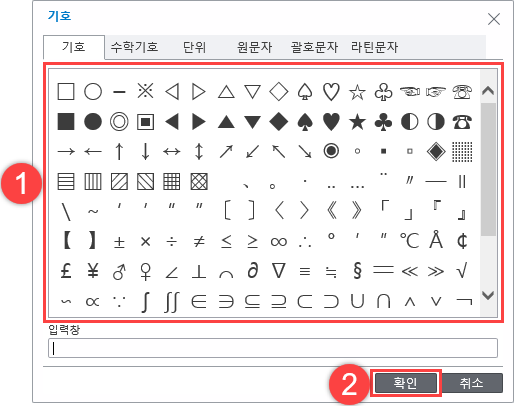 기호
기호 수학기호 단위 원문자 괄호문자 라틴문자
□ ○ − ※ ◁ ▷ △ ▽ ◇ ♤ ♡ ☆ ♧ ☜ ☞ ☏
■ ● ◎ ▣ ◀ ▶ ▲ ▼ ◆ ♠ ♥ ★ ♣ ◐ ◑ ☎
→ ← ↑ ↓ ↔ ↕ ↗ ↙ ↖ ↘ ◉ ◦ ▪ ▫ ◈ ▒
▤ ▥ ▨ ▧ ▦ ▩ 、 。 · ‥ … ¨ 〃 ― ∥
\ ~ ‘ ’ “ ” 〔 〕 〈 〉 《 》 「 」 『 』
【 】 ± × ÷ ≠ ≤ ≥ ∞ ∴ ° ′ ″ ℃ Å ¢
£ ¥ ♂ ♀ ∠ ⊥ ⌒ ∂ ∇ ≡ ≒ § = ≪ ≫ √
∽ ∝ ∵ ∫ ∬ ∈ ∋ ⊆ ⊇ ⊂ ⊃ ∪ ∩ ∧ ∨ ¬
1
입력창
2 확인 취소